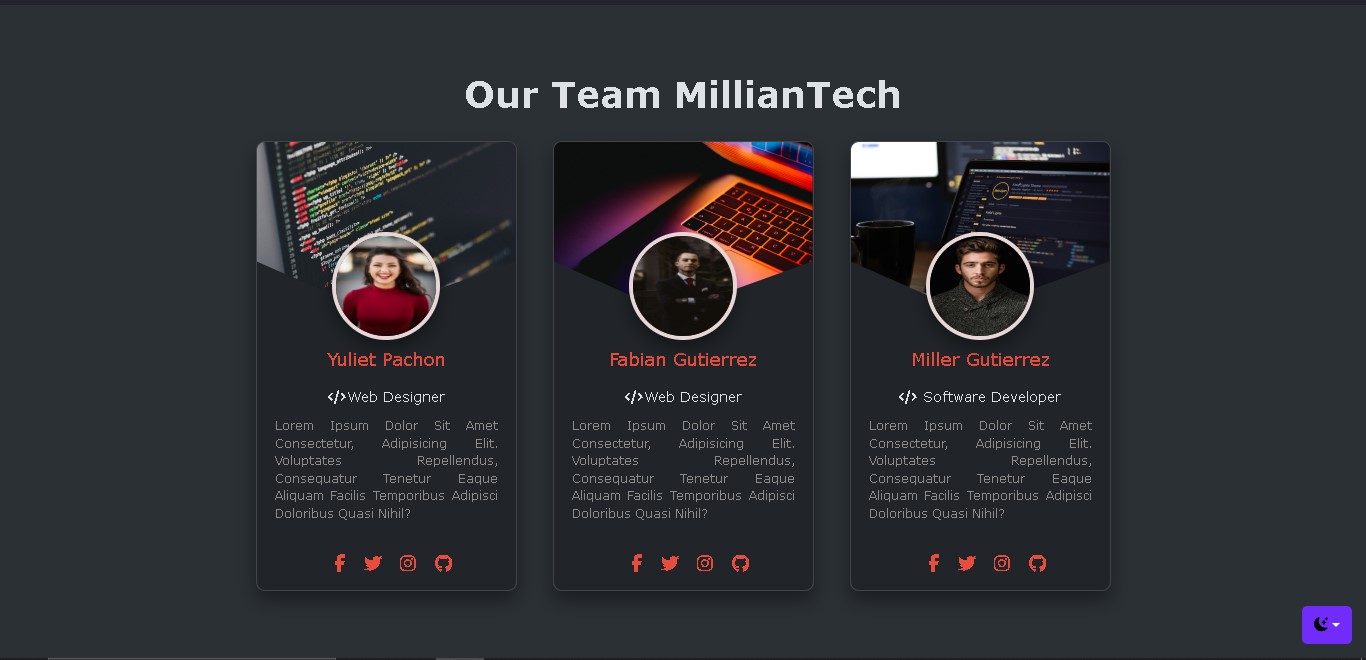 Our Team MillianTech
Yuliet Pachon
</>Web Designer
Lorem Ipsum Dolor Sit Amet
Consectetur, Adipisicing Elit.
Voluptates Repellendus,
Consequatur Tenetur Eaque
Aliquam Facilis Temporibus Adipisci
Doloribus Quasi Nihil?
Fabian Gutierrez
</>Web Designer
Lorem Ipsum Dolor Sit Amet
Consectetur, Adipisicing Elit.
Voluptates Repellendus,
Consequatur Tenetur Eaque
Aliquam Facilis Temporibus Adipisci
Doloribus Quasi Nihil?
Miller Gutierrez
</> Software Developer
Lorem Ipsum Dolor Sit Amet
Consectetur, Adipisicing Elit.
Voluptates Repellendus,
Consequatur Tenetur Eaque
Aliquam Facilis Temporibus Adipisci
Doloribus Quasi Nihil?